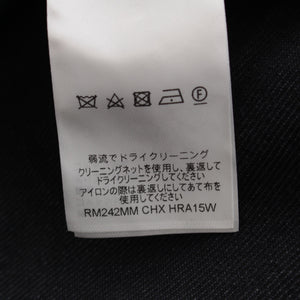 F
弱流でドライクリーニング
クリーニングネットを使用し、裏返して
ドライクリーニングしてください
アイロンの際は裏返しにしてあて布を
使用してください
RM242MM CHX HRA15W